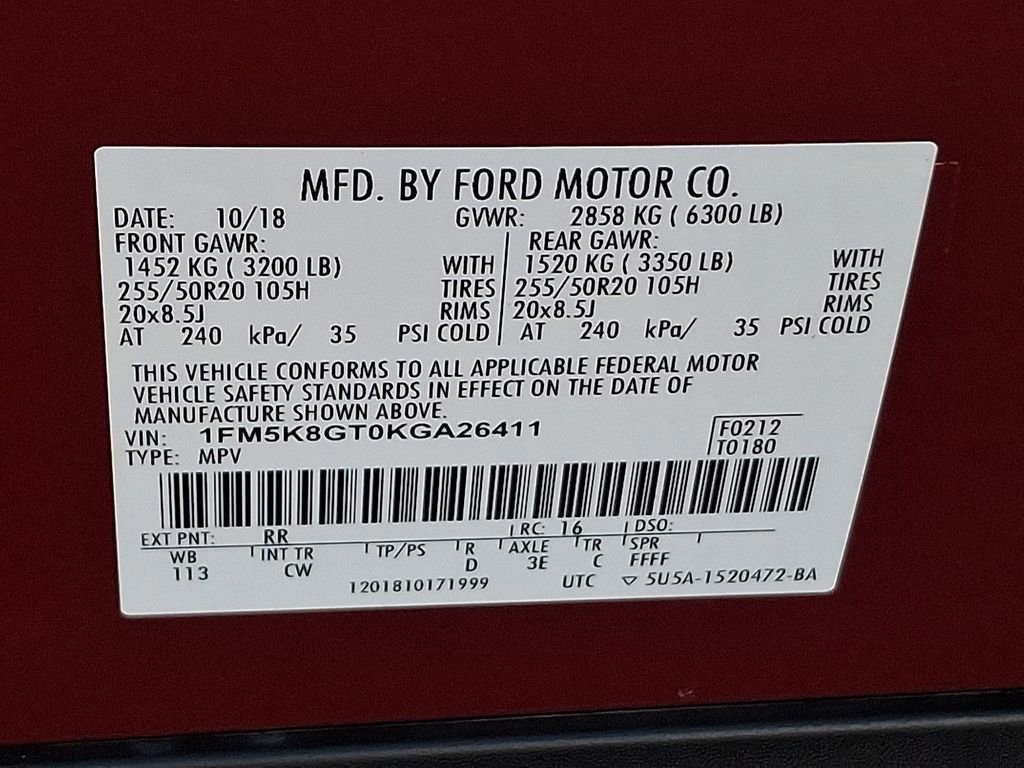 MFD. BY FORD MOTOR CO.
DATE: 10/18 GVWR: 2858 KG ( 6300 LB)
FRONT GAWR: REAR GAWR:
1452 KG ( 3200 LB) WITH 1520 KG ( 3350 LB) WITH
255/50R20 105H TIRES 255/50R20 105H TIRES
20x8.5J RIMS 20x8.5J RIMS
AT 240 kPa/ 35 PSI COLD AT 240 kPa/ 35 PSI COLD
THIS VEHICLE CONFORMS TO ALL APPLICABLE FEDERAL MOTOR
VEHICLE SAFETY STANDARDS IN EFFECT ON THE DATE OF
MANUFACTURE SHOWN ABOVE.
VIN: 1FM5K8GT0KGA26411 F0212
TYPE: MPV T0180
EXT PNT: RR RC: 16 DSO:
WB INT TR TP/PS R AXLE TR SPR
113 CW D 3E C FFFF
1201810171999 UTC ▽ 5U5A-1520472-BA